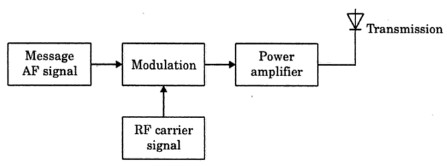 Transmission
Message
AF signal
Modulation
Power
amplifier
RF carrier
signal